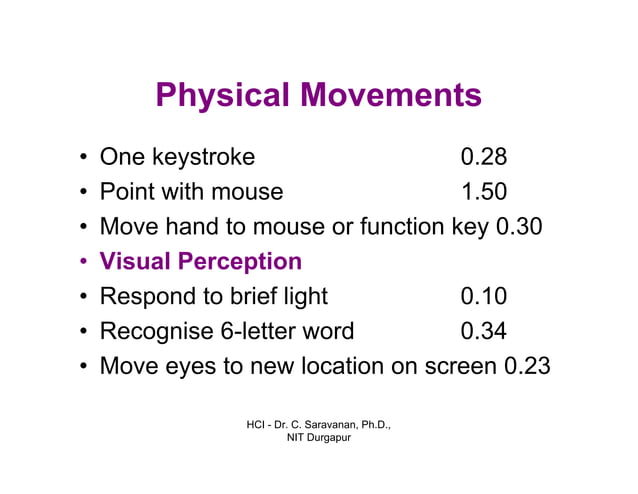 Physical Movements
• One keystroke 0.28
• Point with mouse 1.50
• Move hand to mouse or function key 0.30
• Visual Perception
• Respond to brief light 0.10
• Recognise 6-letter word 0.34
• Move eyes to new location on screen 0.23
HCI - Dr. C. Saravanan, Ph.D.,
NIT Durgapur